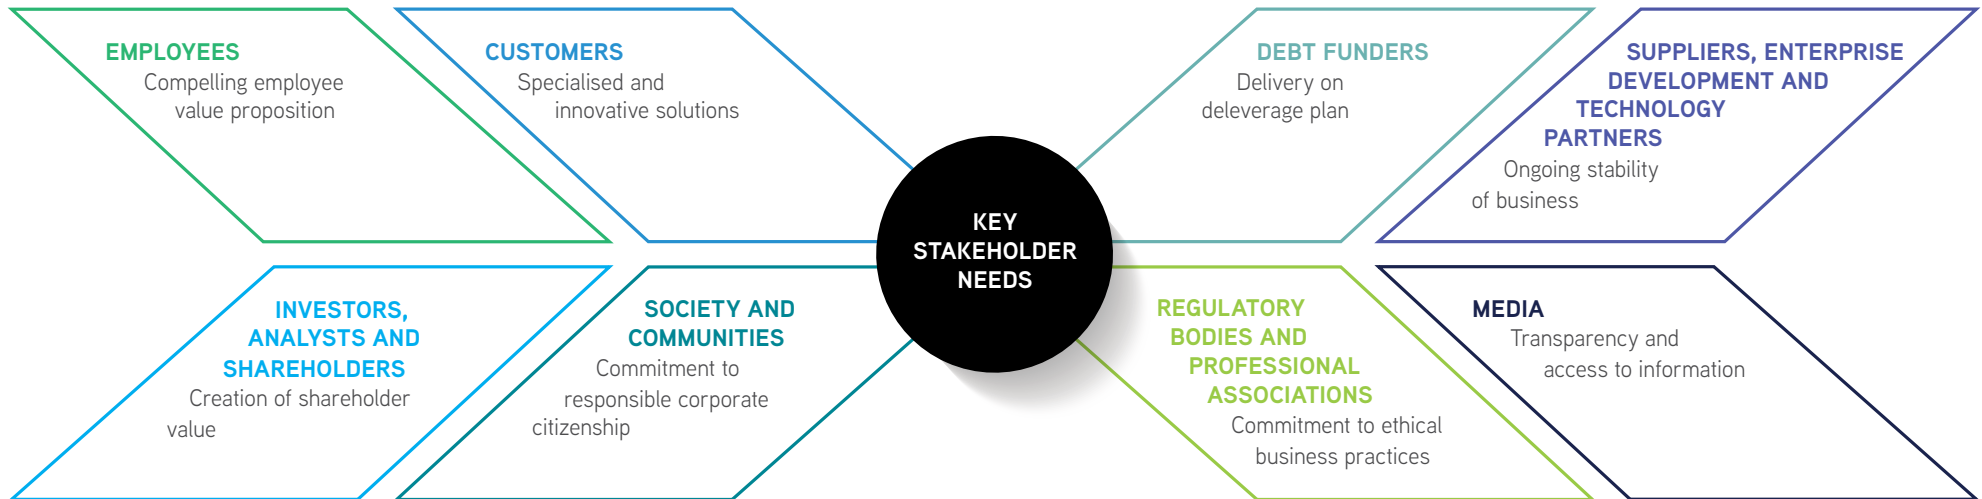 EMPLOYEES
Compelling employee
value proposition
CUSTOMERS
Specialised and
innovative solutions
DEBT FUNDERS
Delivery on
deleverage plan
SUPPLIERS, ENTERPRISE
DEVELOPMENT AND
TECHNOLOGY
PARTNERS
Ongoing stability
of business
KEY
STAKEHOLDER
NEEDS
INVESTORS,
ANALYSTS AND
SHAREHOLDERS
Creation of shareholder
value
SOCIETY AND
COMMUNITIES
Commitment to
responsible corporate
citizenship
REGULATORY
BODIES AND
PROFESSIONAL
ASSOCIATIONS
Commitment to ethical
business practices
MEDIA
Transparency and
access to information